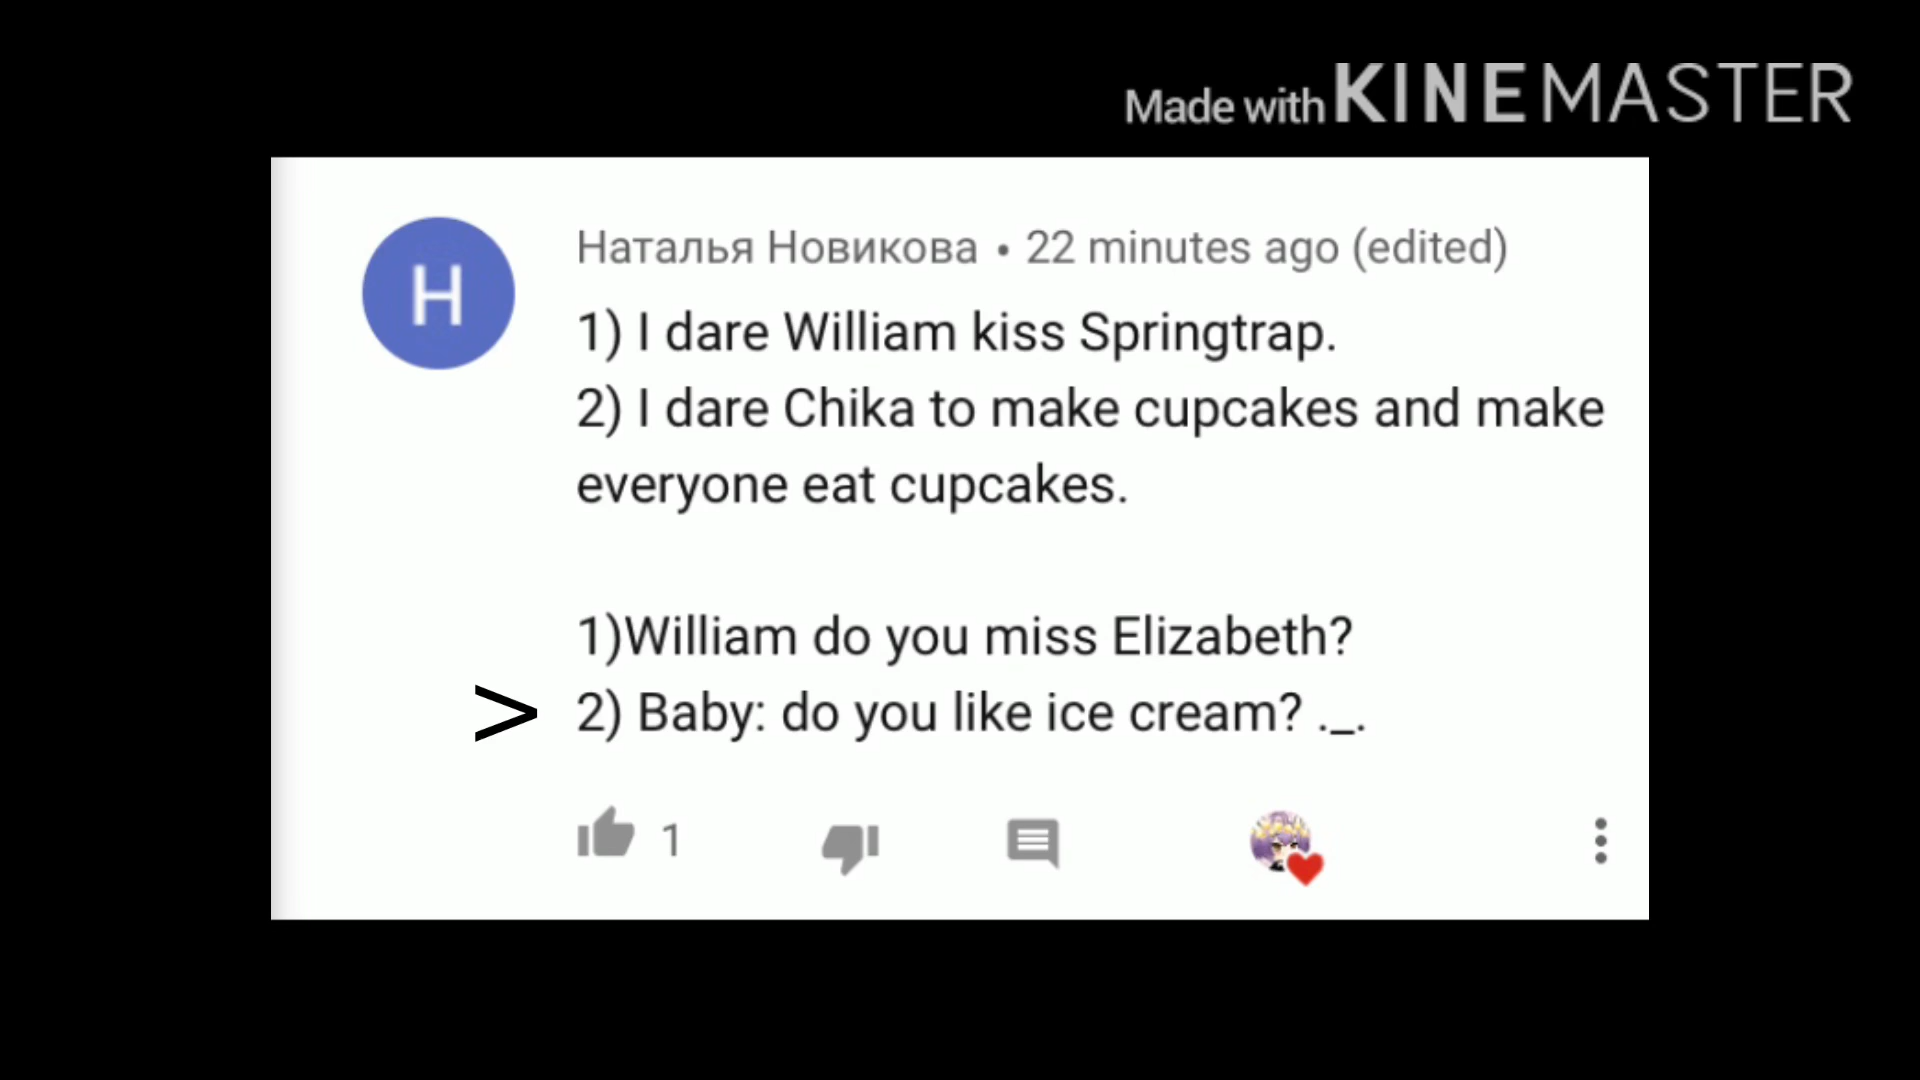 Made with KINEMASTER
H
Наталья Новикова • 22 minutes ago (edited)
1) I dare William kiss Springtrap.
2) I dare Chika to make cupcakes and make
everyone eat cupcakes.
1)William do you miss Elizabeth?
> 2) Baby: do you like ice cream? ._.
1